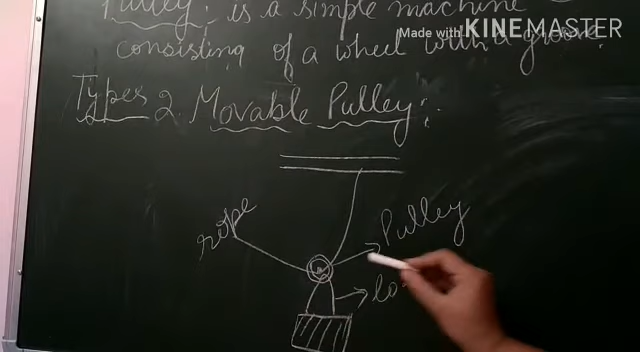 Pulley :- is a simple machine
Made with KINEMASTER
consisting of a wheel with a groove.
Types 2. Movable Pulley :-
rope
Pulley